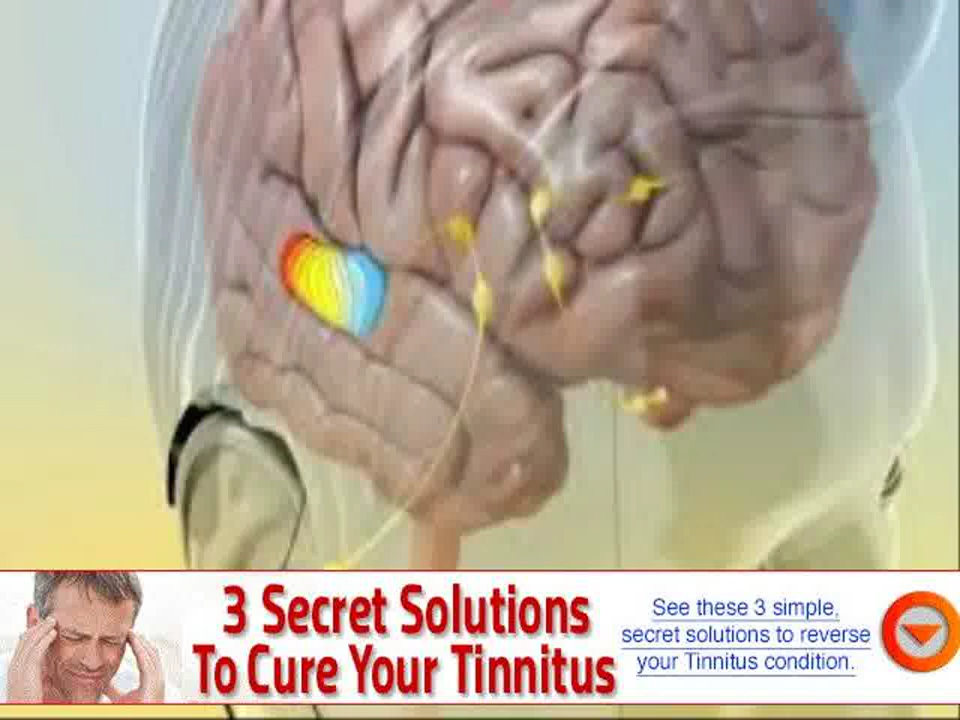 3 Secret Solutions
To Cure Your Tinnitus
See these 3 simple,
secret solutions to reverse
your Tinnitus condition.